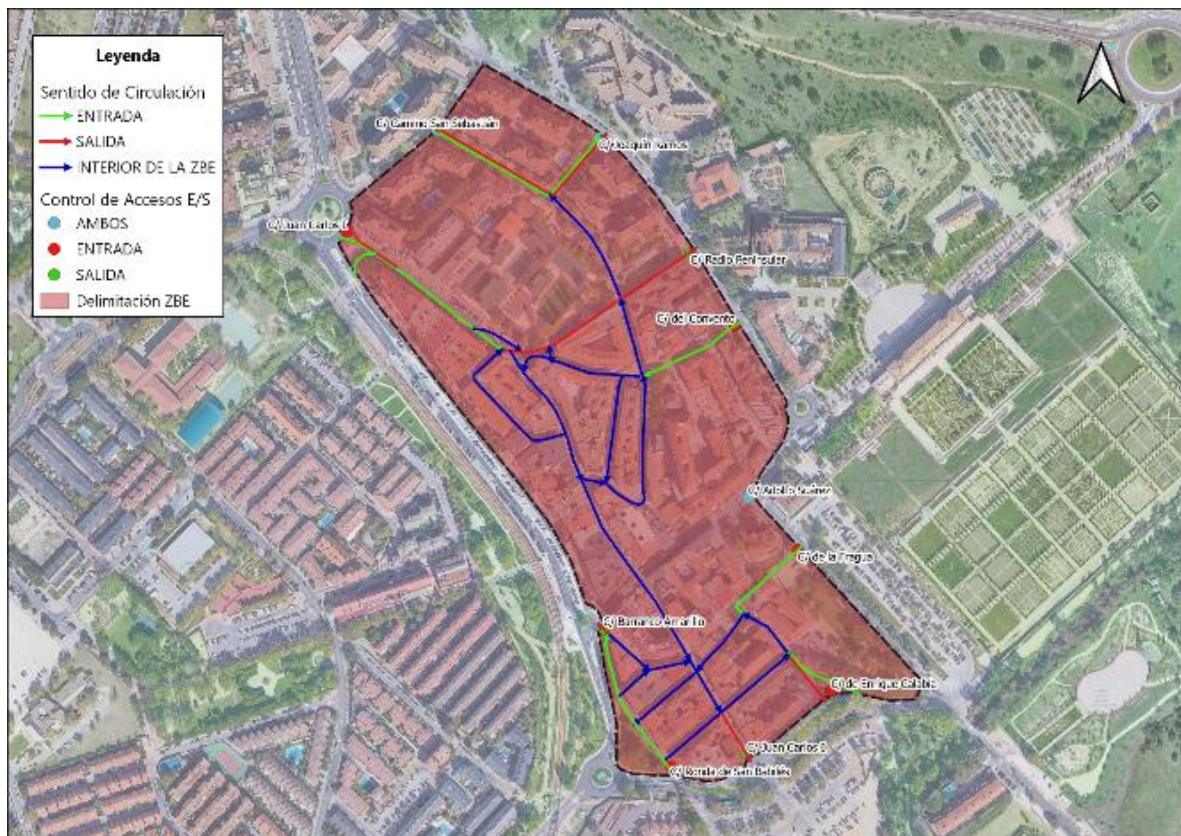 Leyenda
Sentido de Circulación
ENTRADA
SALIDA
INTERIOR DE LA ZBE
Control de Accesos E/S
AMBOS
ENTRADA
SALIDA
Delimitación ZBE
C/ Camino San Sebastián
C/ Joaquín Ramos
C/ Juan Carlos I
C/ Radio Peninsular
C/ del Convento
C/ Adolfo Suárez
C/ de la Fragua
C/ Barranco Amarillo
C/ de Enrique Calabia
C/ Juan Carlos I
C/ Ronda de San Babilés